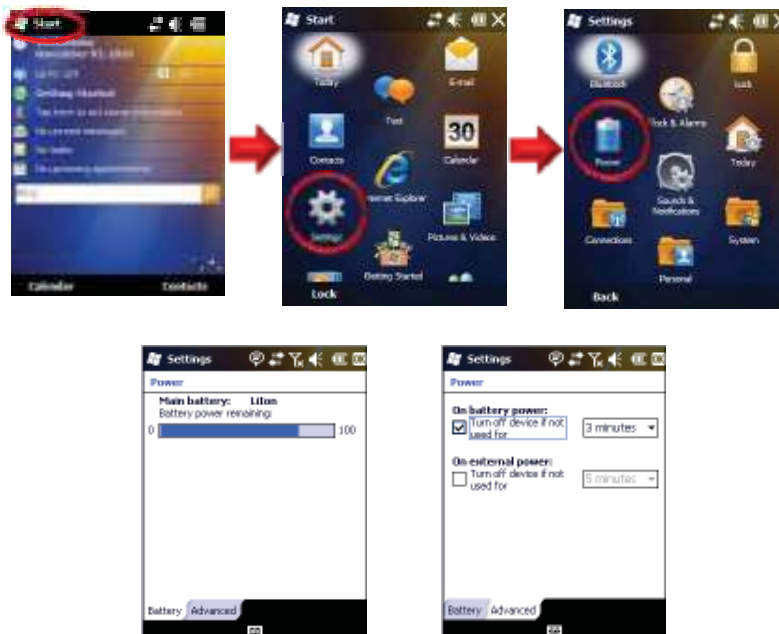 Start
Getting Started
Calendar
Contacts
Start
Today
Text
E-mail
Contacts
Internet Explorer
Calendar
30
Settings
Getting Started
Pictures & Videos
Lock
Settings
Bluetooth
Clock & Alarms
Lock
Power
Sounds & Notifications
Today
Connections
Personal
System
Back
Settings
Power
Main battery: LiIon
Battery power remaining:
0
100
Battery
Advanced
Settings
Power
On battery power:
Turn off device if not
used for
3 minutes
On external power:
Turn off device if not
used for
5 minutes
Battery
Advanced